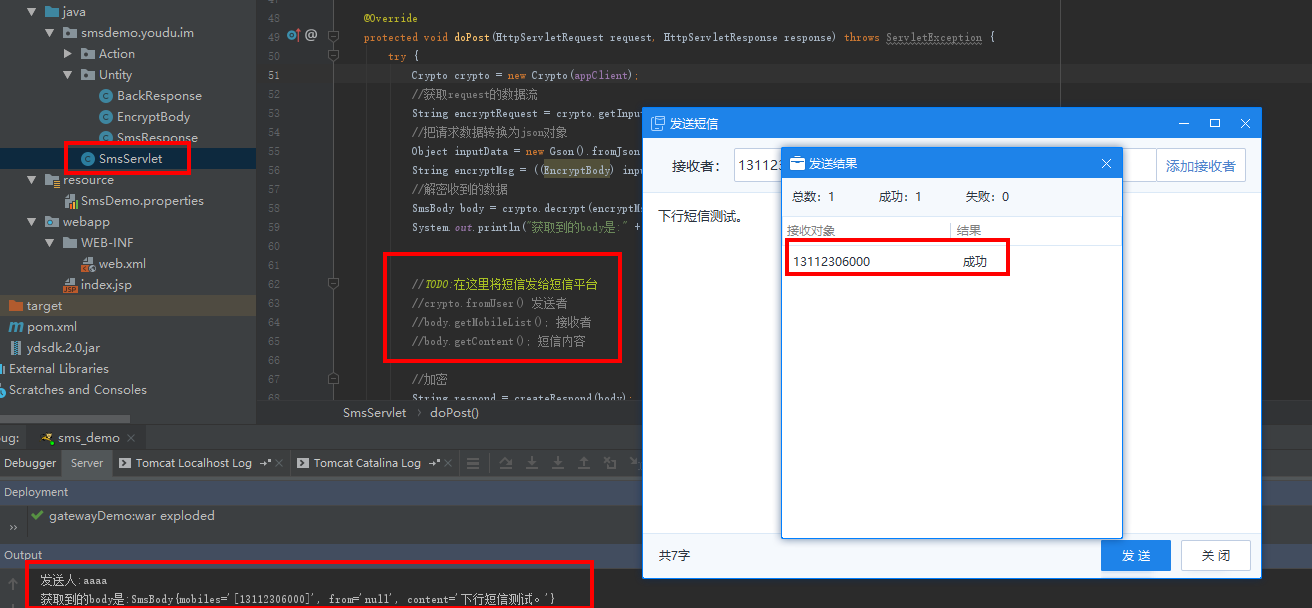 java
smsdemo.youdu.im
Action
Untity
BackResponse
EncryptBody
SmsResponse
SmsServlet
resource
SmsDemo.properties
webapp
WEB-INF
web.xml
index.jsp
target
pom.xml
ydsdk.2.0.jar
External Libraries
Scratches and Consoles
48 @Override
49 protected void doPost(HttpServletRequest request, HttpServletResponse response) throws ServletException {
50 try {
51 Crypto crypto = new Crypto(appClient);
52 //获取request的数据流
53 String encryptRequest = crypto.getInpu
54 //把请求数据转换为json对象
55 Object inputData = new Gson().fromJson
56 String encryptMsg = ((EncryptBody) inpu
57 //解密收到的数据
58 SmsBody body = crypto.decrypt(encryptMs
59 System.out.println("获取到的body是:" +
60
61
62 //TODO:在这里将短信发给短信平台
63 //crypto.fromUser() 发送者
64 //body.getMobileList(); 接收者
65 //body.getContent(); 短信内容
66
67 //加密
68 String respond = createRespond(body);
SmsServlet › doPost()
发送短信
接收者:
13112
添加接收者
下行短信测试。
发送结果
总数: 1 成功: 1 失败: 0
接收对象 结果
13112306000 成功
共7字
发 送
关 闭
ug: sms_demo
Debugger Server Tomcat Localhost Log Tomcat Catalina Log
Deployment
gatewayDemo:war exploded
Output
发送人:aaaa
获取到的body是:SmsBody{mobiles='[13112306000]', from='null', content='下行短信测试。'}